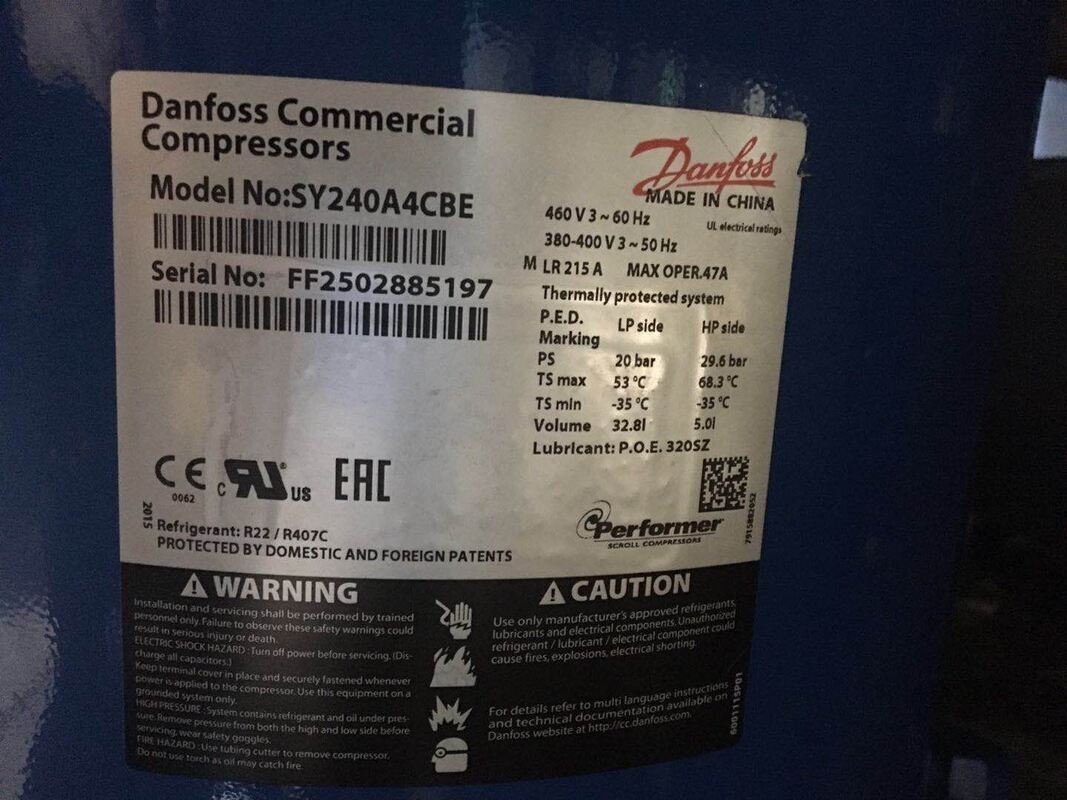 Danfoss Commercial
Compressors
Model No:SY240A4CBE
Serial No: FF2502885197
CE
0062
c RU® US
EAC
2015
Refrigerant: R22 / R407C
PROTECTED BY DOMESTIC AND FOREIGN PATENTS
Danfoss
MADE IN CHINA
460 V 3 ~ 60 Hz UL electrical ratings
380-400 V 3 ~ 50 Hz
M LR 215 A MAX OPER.47A
Thermally protected system
P.E.D. LP side HP side
Marking
PS 20 bar 29.6 bar
TS max 53 °C 68.3 °C
TS min -35 °C -35 °C
Volume 32.8l 5.0l
Lubricant: P.O.E. 320SZ
Performer
SCROLL COMPRESSORS
7915882052
WARNING
Installation and servicing shall be performed by trained
personnel only. Failure to observe these safety warnings could
result in serious injury or death.
ELECTRIC SHOCK HAZARD : Turn off power before servicing. (Dis-
charge all capacitors.)
Keep terminal cover in place and securely fastened whenever
power is applied to the compressor. Use this equipment on a
grounded system only.
HIGH PRESSURE : System contains refrigerant and oil under pres-
sure. Remove pressure from both the high and low side before
servicing, wear safety goggles.
FIRE HAZARD : Use tubing cutter to remove compressor.
Do not use torch as oil may catch fire.
CAUTION
Use only manufacturer's approved refrigerants,
lubricants and electrical components. Unauthorized
refrigerant / lubricant / electrical component could
cause fires, explosions, electrical shorting.
For details refer to multi language instructions
and technical documentation available on
Danfoss website at http://cc.danfoss.com.
6001115P01